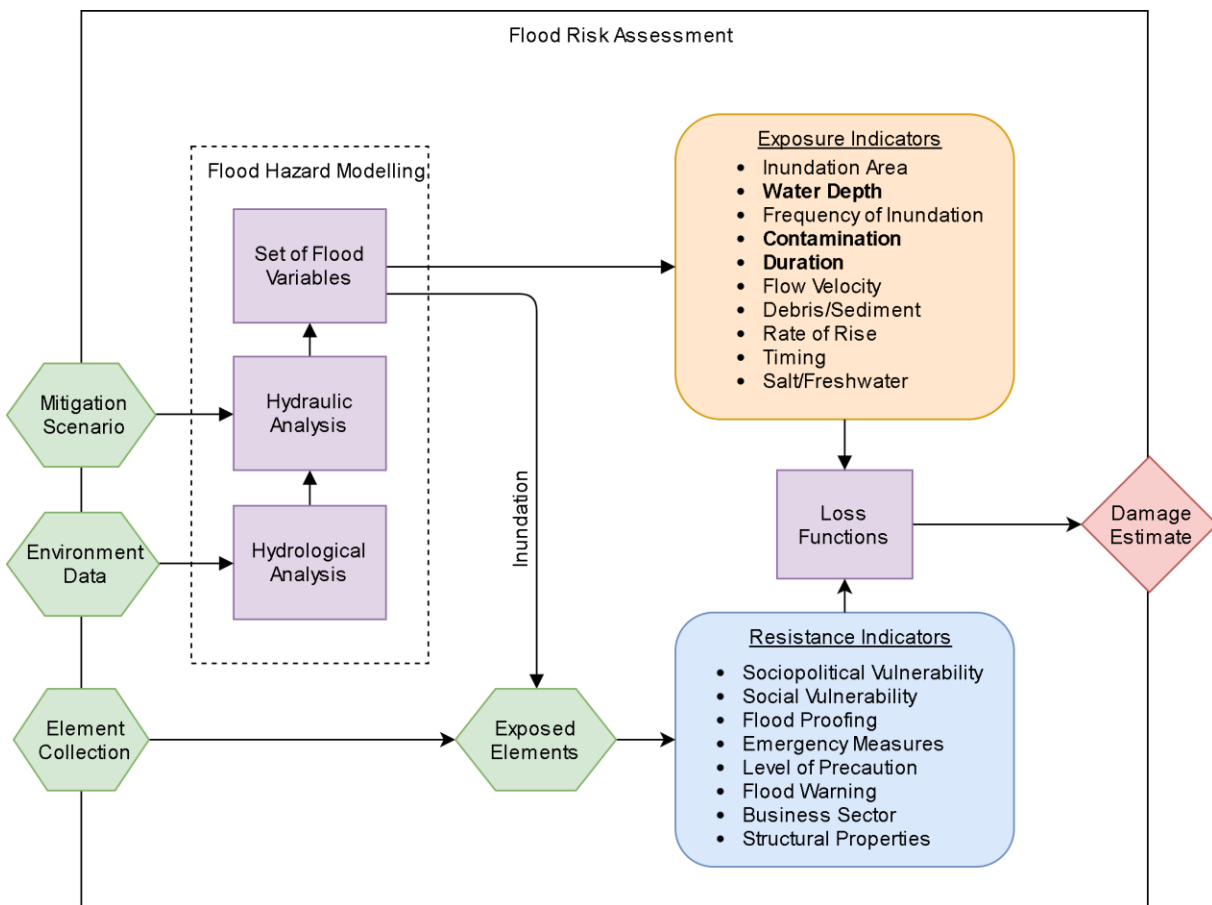 Flood Risk Assessment
Flood Hazard Modelling
Set of Flood
Variables
Hydraulic
Analysis
Hydrological
Analysis
Mitigation
Scenario
Environment
Data
Element
Collection
Inundation
Exposed
Elements
Exposure Indicators
• Inundation Area
• Water Depth
• Frequency of Inundation
• Contamination
• Duration
• Flow Velocity
• Debris/Sediment
• Rate of Rise
• Timing
• Salt/Freshwater
Loss
Functions
Damage
Estimate
Resistance Indicators
• Sociopolitical Vulnerability
• Social Vulnerability
• Flood Proofing
• Emergency Measures
• Level of Precaution
• Flood Warning
• Business Sector
• Structural Properties